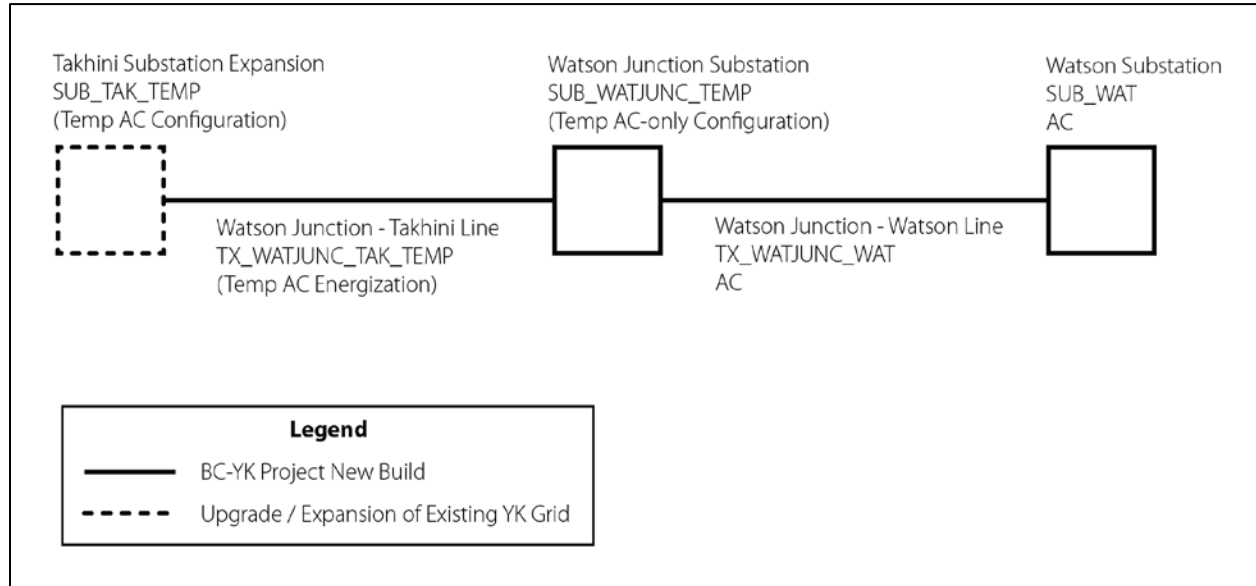 Takhini Substation Expansion
SUB_TAK_TEMP
(Temp AC Configuration)
Watson Junction Substation
SUB_WATJUNC_TEMP
(Temp AC-only Configuration)
Watson Substation
SUB_WAT
AC
Watson Junction - Takhini Line
TX_WATJUNC_TAK_TEMP
(Temp AC Energization)
Watson Junction - Watson Line
TX_WATJUNC_WAT
AC
Legend
BC-YK Project New Build
Upgrade / Expansion of Existing YK Grid